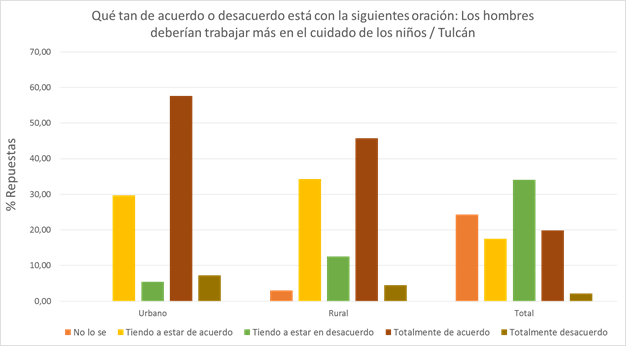 Qué tan de acuerdo o desacuerdo está con la siguientes oración: Los hombres
deberían trabajar más en el cuidado de los niños / Tulcán
70,00
60,00
50,00
40,00
30,00
20,00
10,00
0,00
% Repuestas
Urbano Rural Total
No lo se Tiendo a estar de acuerdo Tiendo a estar en desacuerdo Totalmente de acuerdo Totalmente desacuerdo